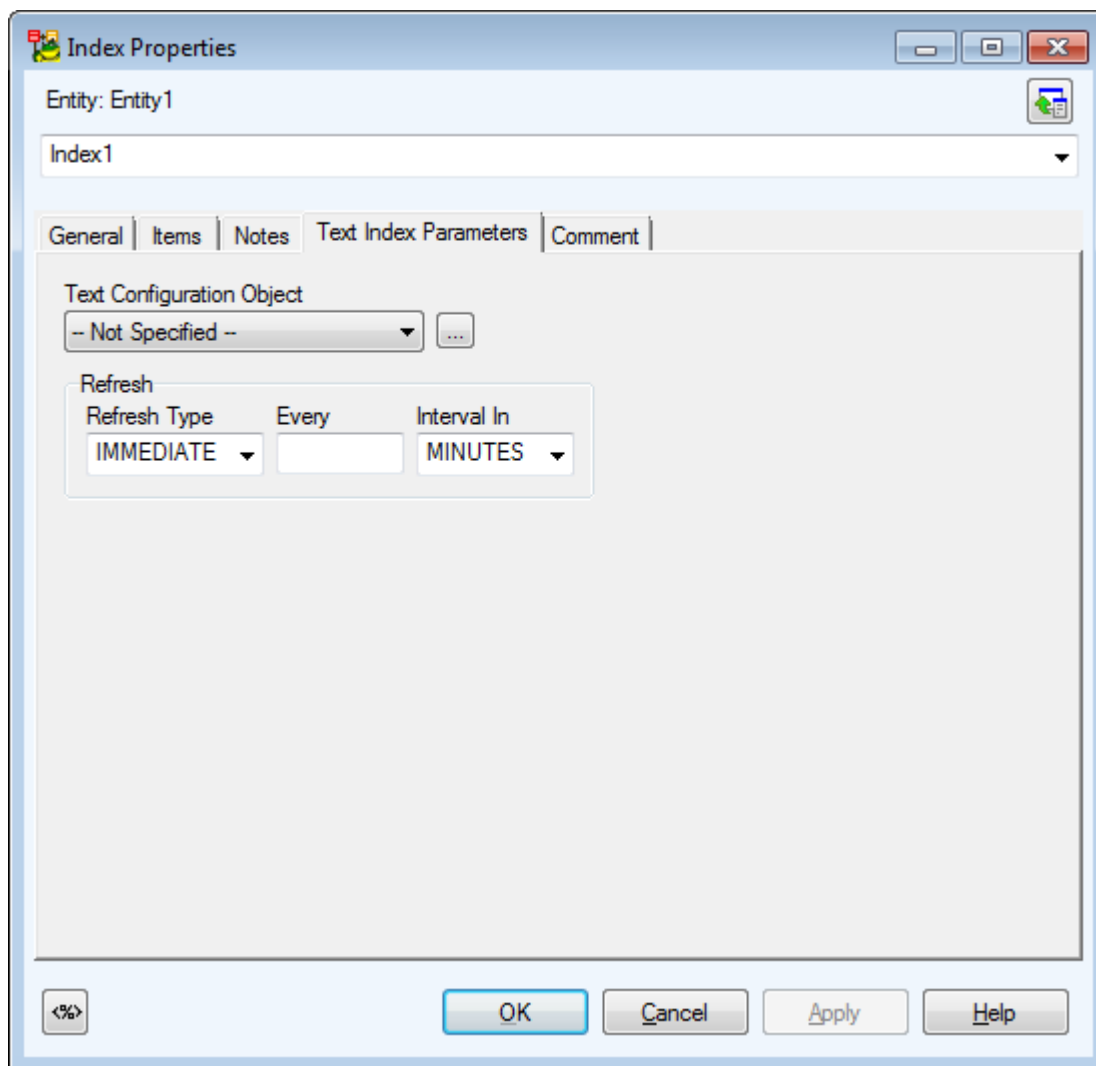 Index Properties
Entity: Entity1
Index1
General Items Notes Text Index Parameters Comment
Text Configuration Object
-- Not Specified -- ...
Refresh
Refresh Type Every Interval In
IMMEDIATE MINUTES
<%> OK Cancel Apply Help